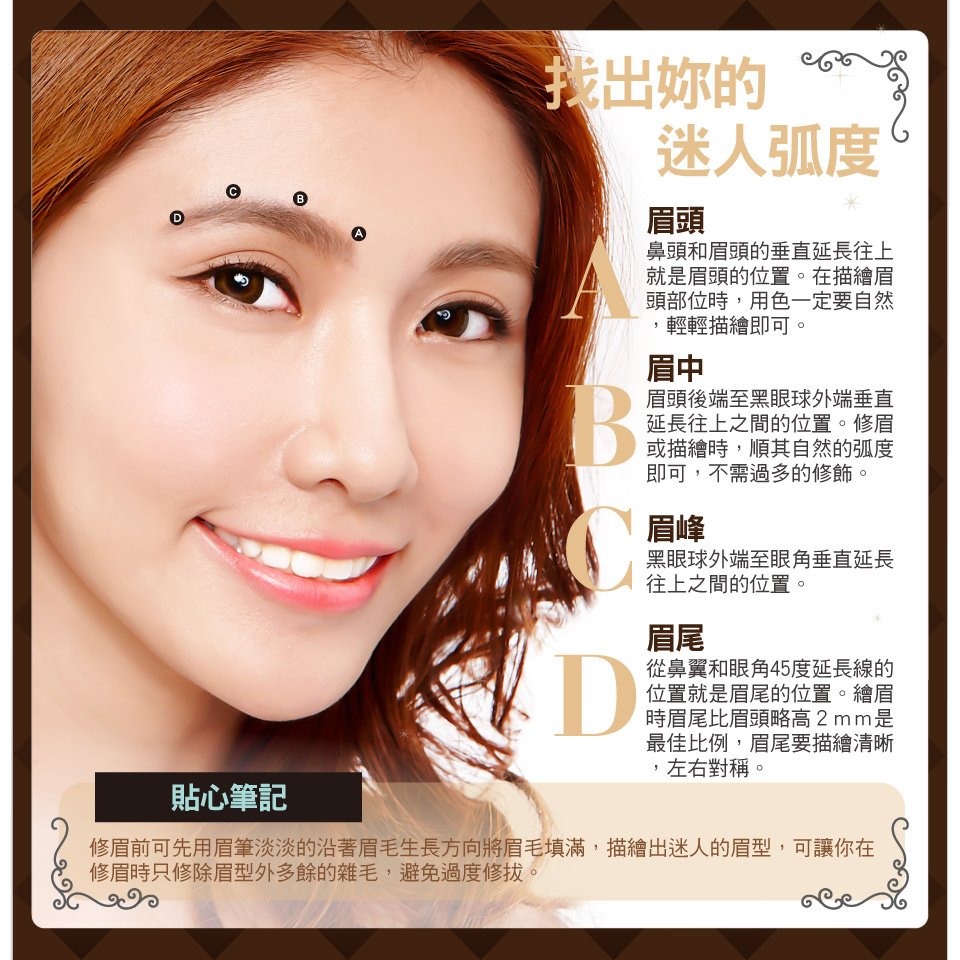 找出妳的
迷人弧度
D
C
B
A
A
眉頭
鼻頭和眉頭的垂直延長往上
就是眉頭的位置。在描繪眉
頭部位時，用色一定要自然
，輕輕描繪即可。
B
眉中
眉頭後端至黑眼球外端垂直
延長往上之間的位置。修眉
或描繪時，順其自然的弧度
即可，不需過多的修飾。
C
眉峰
黑眼球外端至眼角垂直延長
往上之間的位置。
D
眉尾
從鼻翼和眼角45度延長線的
位置就是眉尾的位置。繪眉
時眉尾比眉頭略高2mm是
最佳比例，眉尾要描繪清晰
，左右對稱。
貼心筆記
修眉前可先用眉筆淡淡的沿著眉毛生長方向將眉毛填滿，描繪出迷人的眉型，可讓你在
修眉時只修除眉型外多餘的雜毛，避免過度修拔。